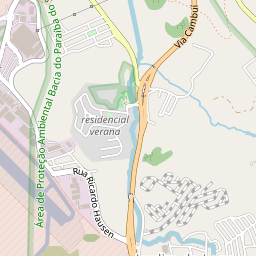 Área de Proteção Ambiental Bacia do Paraíba do
Via Cambuí
residencial
verana
Rua Ricardo Hausen